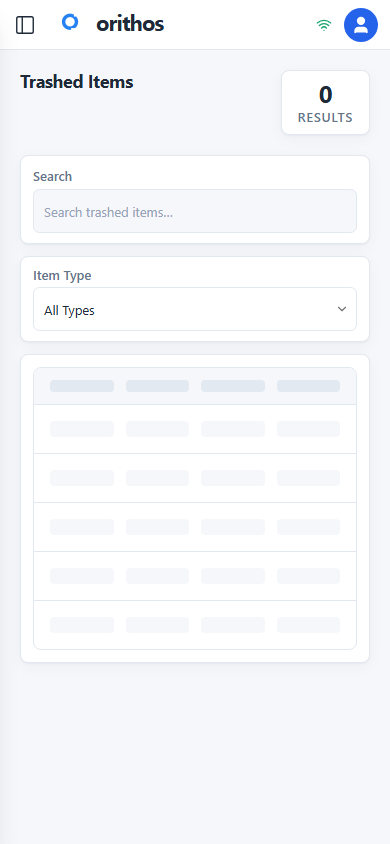 orithos
Trashed Items
0
RESULTS
Search
Search trashed items...
Item Type
All Types